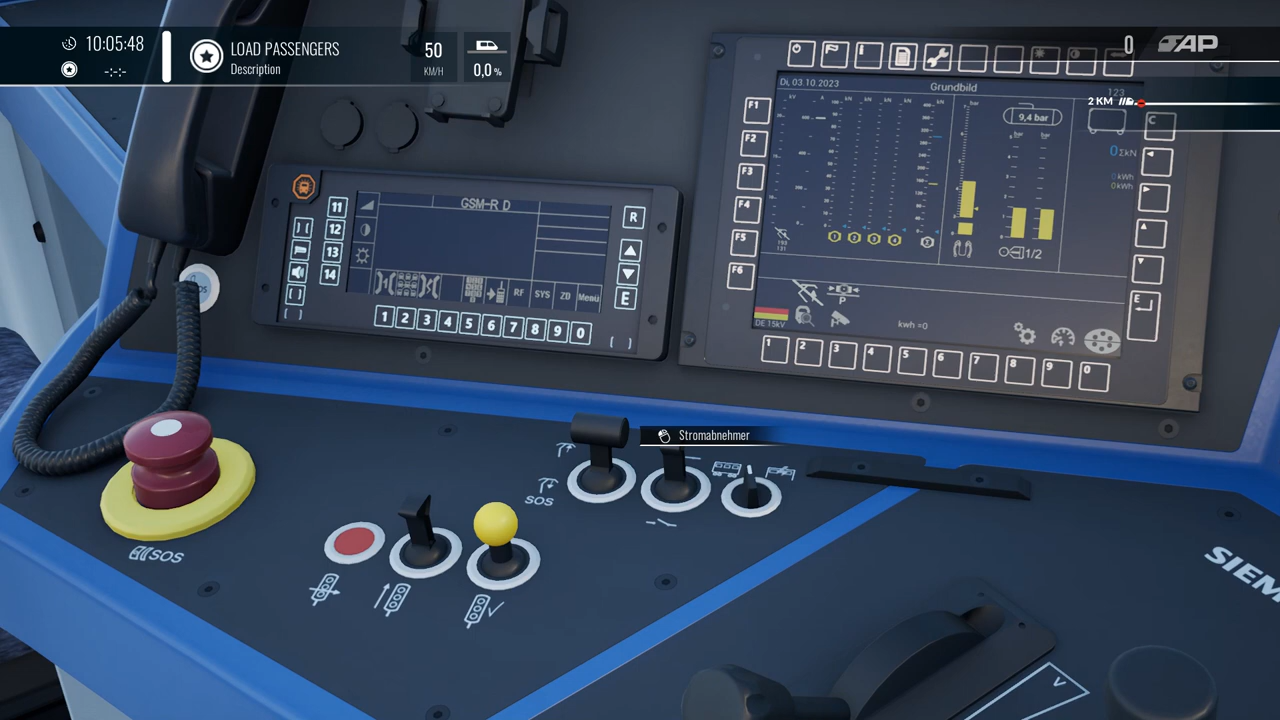 10:05:48
--:--
LOAD PASSENGERS
Description
50
KM/H
0,0 %
0
AP
2 KM
Di, 03.10 2023
Grundbild
123
9,4 bar
F1
F2
F3
F4
F5
F6
C
E
0 ΣkN
0 kWh
0 kWh
1/2
P
DE 15kV
kwh =0
1 2 3 4 5 6 7 8 9 0
GSM-R D
11
12
13
14
R
E
RF SYS ZD Menü
1 2 3 4 5 6 7 8 9 0
Stromabnehmer
SOS
SOS
SIEM
V